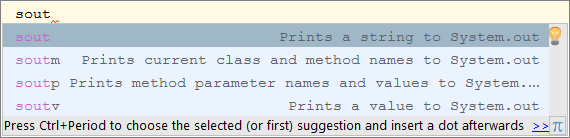 sout
sout Prints a string to System.out
soutm Prints current class and method names to System.out
soutp Prints method parameter names and values to System.…
soutv Prints a value to System.out
Press Ctrl+Period to choose the selected (or first) suggestion and insert a dot afterwards >> π